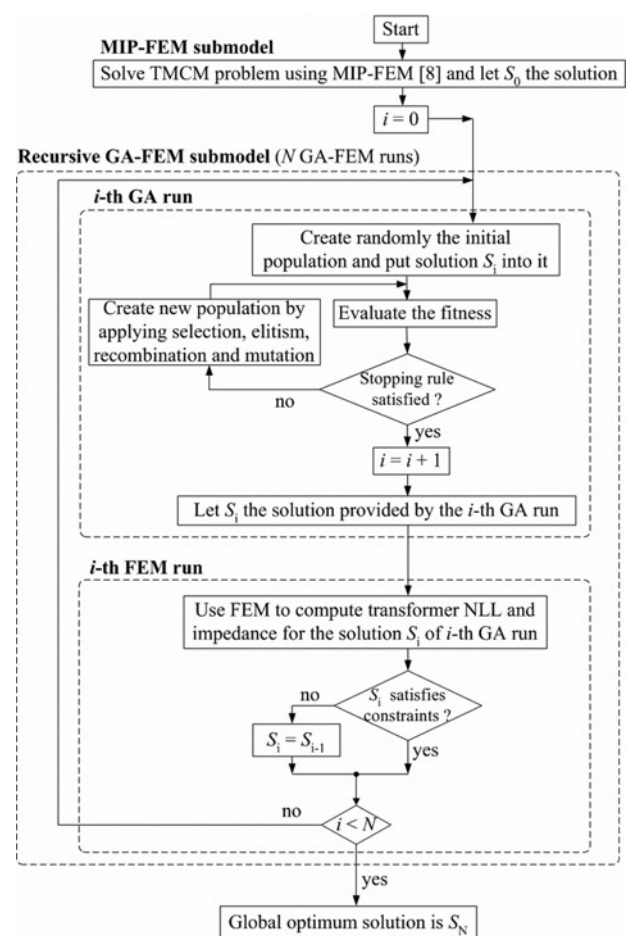 Start
MIP-FEM submodel
Solve TMCM problem using MIP-FEM [8] and let S0 the solution
i = 0
Recursive GA-FEM submodel (N GA-FEM runs)
i-th GA run
Create randomly the initial
population and put solution Si into it
Create new population by
applying selection, elitism,
recombination and mutation
Evaluate the fitness
Stopping rule
satisfied ?
no
yes
i = i + 1
Let Si the solution provided by the i-th GA run
i-th FEM run
Use FEM to compute transformer NLL and
impedance for the solution Si of i-th GA run
no
Si satisfies
constraints ?
Si = Si-1
yes
no
i < N
yes
Global optimum solution is SN